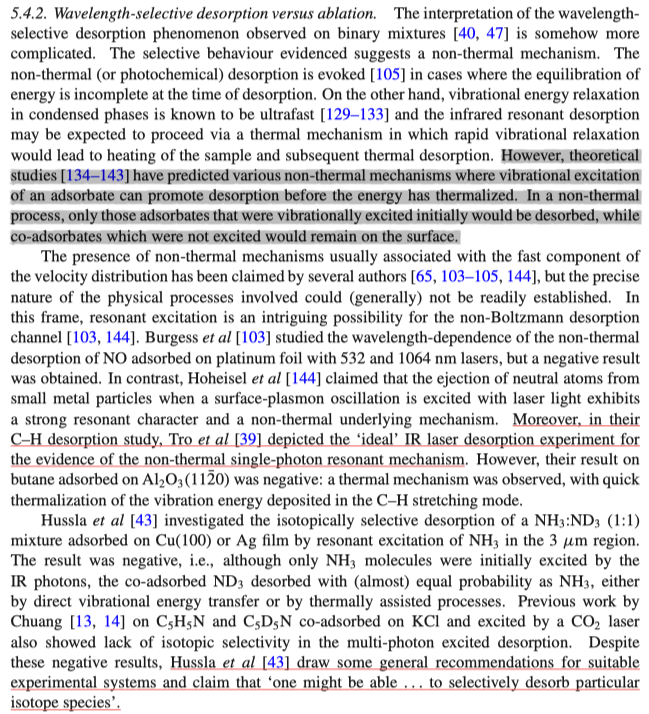 5.4.2. Wavelength-selective desorption versus ablation. The interpretation of the wavelength-
selective desorption phenomenon observed on binary mixtures [40, 47] is somehow more
complicated. The selective behaviour evidenced suggests a non-thermal mechanism. The
non-thermal (or photochemical) desorption is evoked [105] in cases where the equilibration of
energy is incomplete at the time of desorption. On the other hand, vibrational energy relaxation
in condensed phases is known to be ultrafast [129–133] and the infrared resonant desorption
may be expected to proceed via a thermal mechanism in which rapid vibrational relaxation
would lead to heating of the sample and subsequent thermal desorption. However, theoretical
studies [134–143] have predicted various non-thermal mechanisms where vibrational excitation
of an adsorbate can promote desorption before the energy has thermalized. In a non-thermal
process, only those adsorbates that were vibrationally excited initially would be desorbed, while
co-adsorbates which were not excited would remain on the surface.
The presence of non-thermal mechanisms usually associated with the fast component of
the velocity distribution has been claimed by several authors [65, 103–105, 144], but the precise
nature of the physical processes involved could (generally) not be readily established. In
this frame, resonant excitation is an intriguing possibility for the non-Boltzmann desorption
channel [103, 144]. Burgess et al [103] studied the wavelength-dependence of the non-thermal
desorption of NO adsorbed on platinum foil with 532 and 1064 nm lasers, but a negative result
was obtained. In contrast, Hoheisel et al [144] claimed that the ejection of neutral atoms from
small metal particles when a surface-plasmon oscillation is excited with laser light exhibits
a strong resonant character and a non-thermal underlying mechanism. Moreover, in their
C–H desorption study, Tro et al [39] depicted the ‘ideal’ IR laser desorption experiment for
the evidence of the non-thermal single-photon resonant mechanism. However, their result on
butane adsorbed on Al₂O₃(112̄0) was negative: a thermal mechanism was observed, with quick
thermalization of the vibration energy deposited in the C–H stretching mode.
Hussla et al [43] investigated the isotopically selective desorption of a NH₃:ND₃ (1:1)
mixture adsorbed on Cu(100) or Ag film by resonant excitation of NH₃ in the 3 μm region.
The result was negative, i.e., although only NH₃ molecules were initially excited by the
IR photons, the co-adsorbed ND₃ desorbed with (almost) equal probability as NH₃, either
by direct vibrational energy transfer or by thermally assisted processes. Previous work by
Chuang [13, 14] on C₅H₅N and C₅D₅N co-adsorbed on KCl and excited by a CO₂ laser
also showed lack of isotopic selectivity in the multi-photon excited desorption. Despite
these negative results, Hussla et al [43] draw some general recommendations for suitable
experimental systems and claim that ‘one might be able ... to selectively desorb particular
isotope species’.